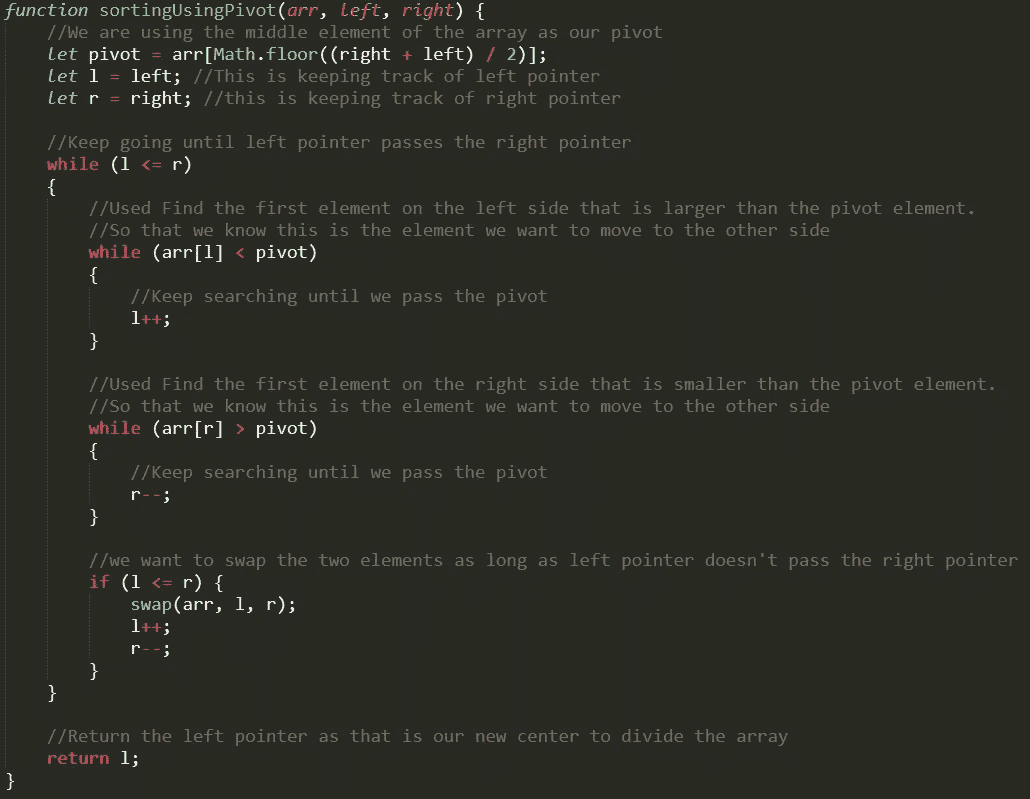 function sortingUsingPivot(arr, left, right) {
    //We are using the middle element of the array as our pivot
    let pivot = arr[Math.floor((right + left) / 2)];
    let l = left; //This is keeping track of left pointer
    let r = right; //this is keeping track of right pointer

    //Keep going until left pointer passes the right pointer
    while (l <= r)
    {
        //Used Find the first element on the left side that is larger than the pivot element.
        //So that we know this is the element we want to move to the other side
        while (arr[l] < pivot)
        {
            //Keep searching until we pass the pivot
            l++;
        }

        //Used Find the first element on the right side that is smaller than the pivot element.
        //So that we know this is the element we want to move to the other side
        while (arr[r] > pivot)
        {
            //Keep searching until we pass the pivot
            r--;
        }

        //we want to swap the two elements as long as left pointer doesn't pass the right pointer
        if (l <= r) {
            swap(arr, l, r);
            l++;
            r--;
        }
    }

    //Return the left pointer as that is our new center to divide the array
    return l;
}